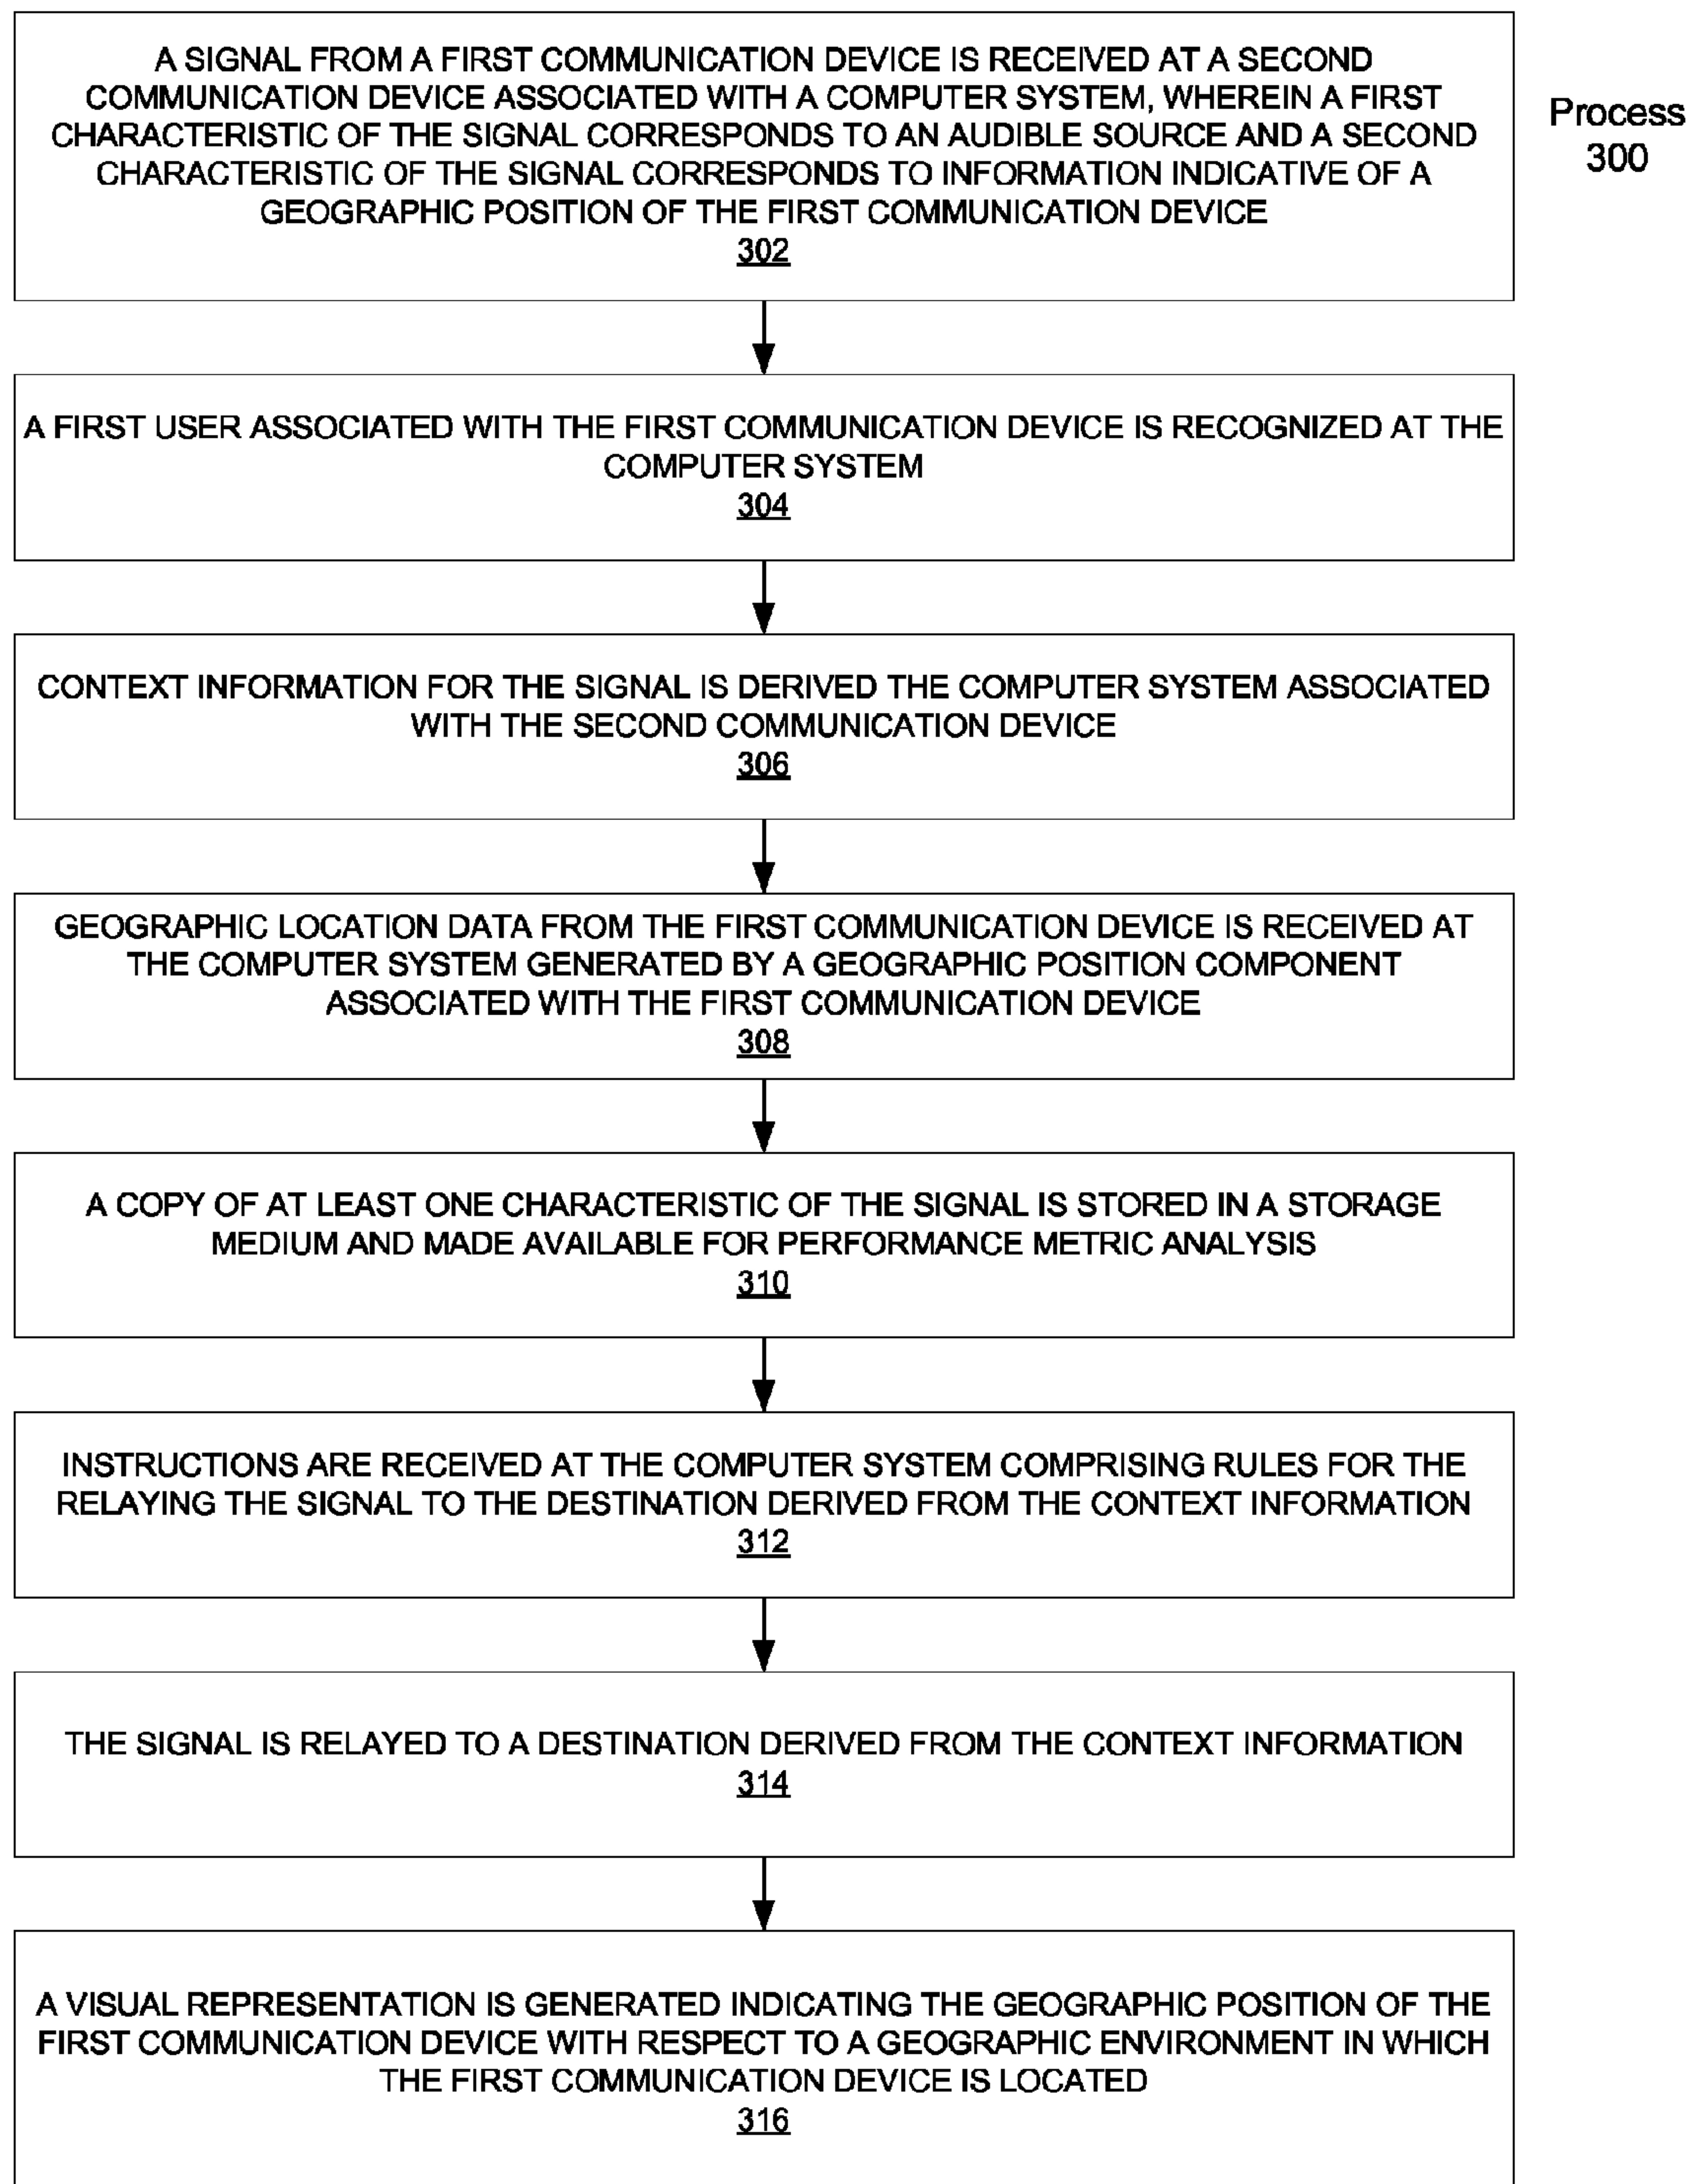 A SIGNAL FROM A FIRST COMMUNICATION DEVICE IS RECEIVED AT A SECOND
COMMUNICATION DEVICE ASSOCIATED WITH A COMPUTER SYSTEM, WHEREIN A FIRST
CHARACTERISTIC OF THE SIGNAL CORRESPONDS TO AN AUDIBLE SOURCE AND A SECOND
CHARACTERISTIC OF THE SIGNAL CORRESPONDS TO INFORMATION INDICATIVE OF A
GEOGRAPHIC POSITION OF THE FIRST COMMUNICATION DEVICE
302
Process
300
A FIRST USER ASSOCIATED WITH THE FIRST COMMUNICATION DEVICE IS RECOGNIZED AT THE
COMPUTER SYSTEM
304
CONTEXT INFORMATION FOR THE SIGNAL IS DERIVED THE COMPUTER SYSTEM ASSOCIATED
WITH THE SECOND COMMUNICATION DEVICE
306
GEOGRAPHIC LOCATION DATA FROM THE FIRST COMMUNICATION DEVICE IS RECEIVED AT
THE COMPUTER SYSTEM GENERATED BY A GEOGRAPHIC POSITION COMPONENT
ASSOCIATED WITH THE FIRST COMMUNICATION DEVICE
308
A COPY OF AT LEAST ONE CHARACTERISTIC OF THE SIGNAL IS STORED IN A STORAGE
MEDIUM AND MADE AVAILABLE FOR PERFORMANCE METRIC ANALYSIS
310
INSTRUCTIONS ARE RECEIVED AT THE COMPUTER SYSTEM COMPRISING RULES FOR THE
RELAYING THE SIGNAL TO THE DESTINATION DERIVED FROM THE CONTEXT INFORMATION
312
THE SIGNAL IS RELAYED TO A DESTINATION DERIVED FROM THE CONTEXT INFORMATION
314
A VISUAL REPRESENTATION IS GENERATED INDICATING THE GEOGRAPHIC POSITION OF THE
FIRST COMMUNICATION DEVICE WITH RESPECT TO A GEOGRAPHIC ENVIRONMENT IN WHICH
THE FIRST COMMUNICATION DEVICE IS LOCATED
316